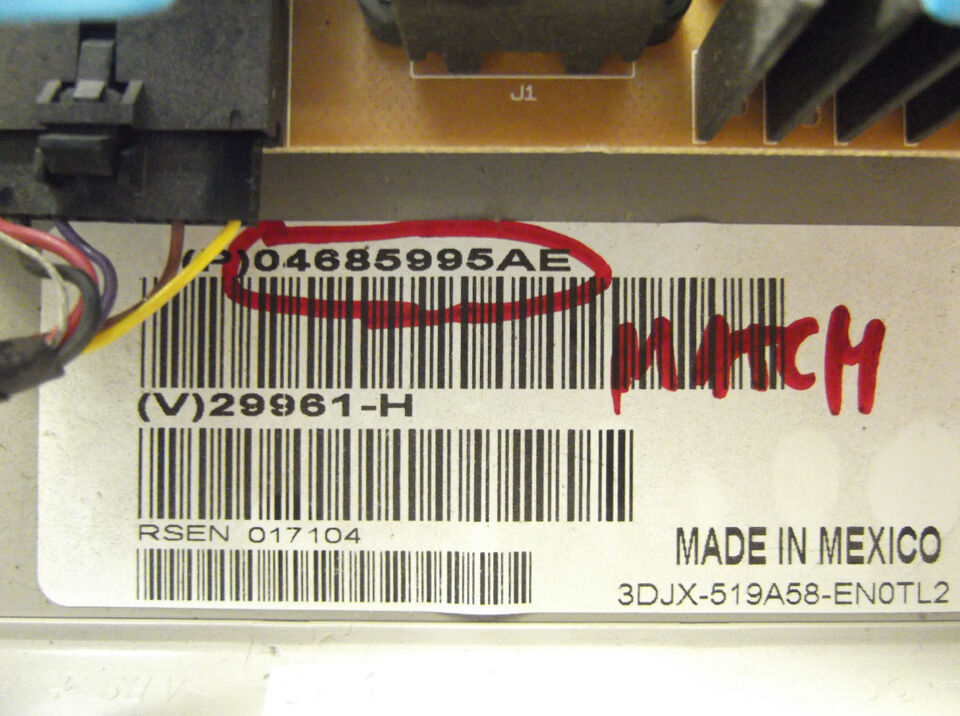 J1
(P)04685995AE
MATCH
(V)29961-H
RSEN 017104
MADE IN MEXICO
3DJX-519A58-EN0TL2